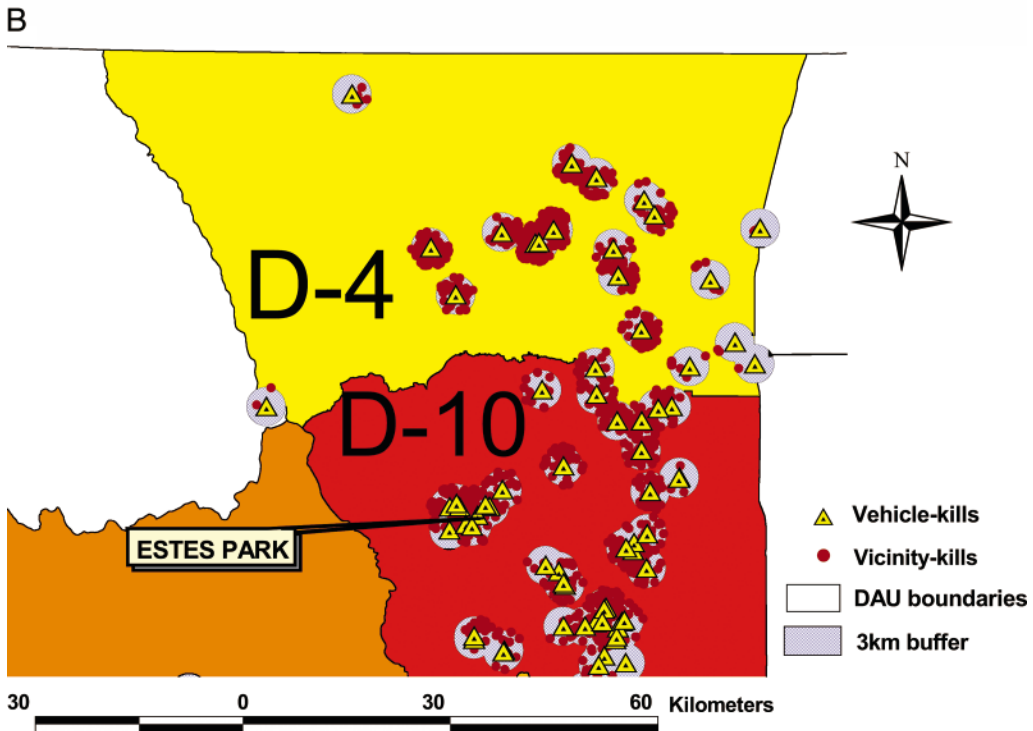 B
N
D-4
D-10
ESTES PARK
Vehicle-kills
Vicinity-kills
DAU boundaries
3km buffer
30 0 30 60 Kilometers